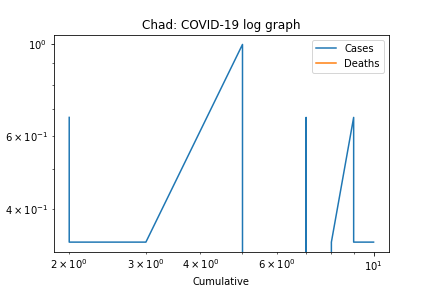 Chad: COVID-19 log graph
10⁰
Cases
Deaths
6 × 10⁻¹
4 × 10⁻¹
2 × 10⁰
3 × 10⁰
4 × 10⁰
6 × 10⁰
10¹
Cumulative